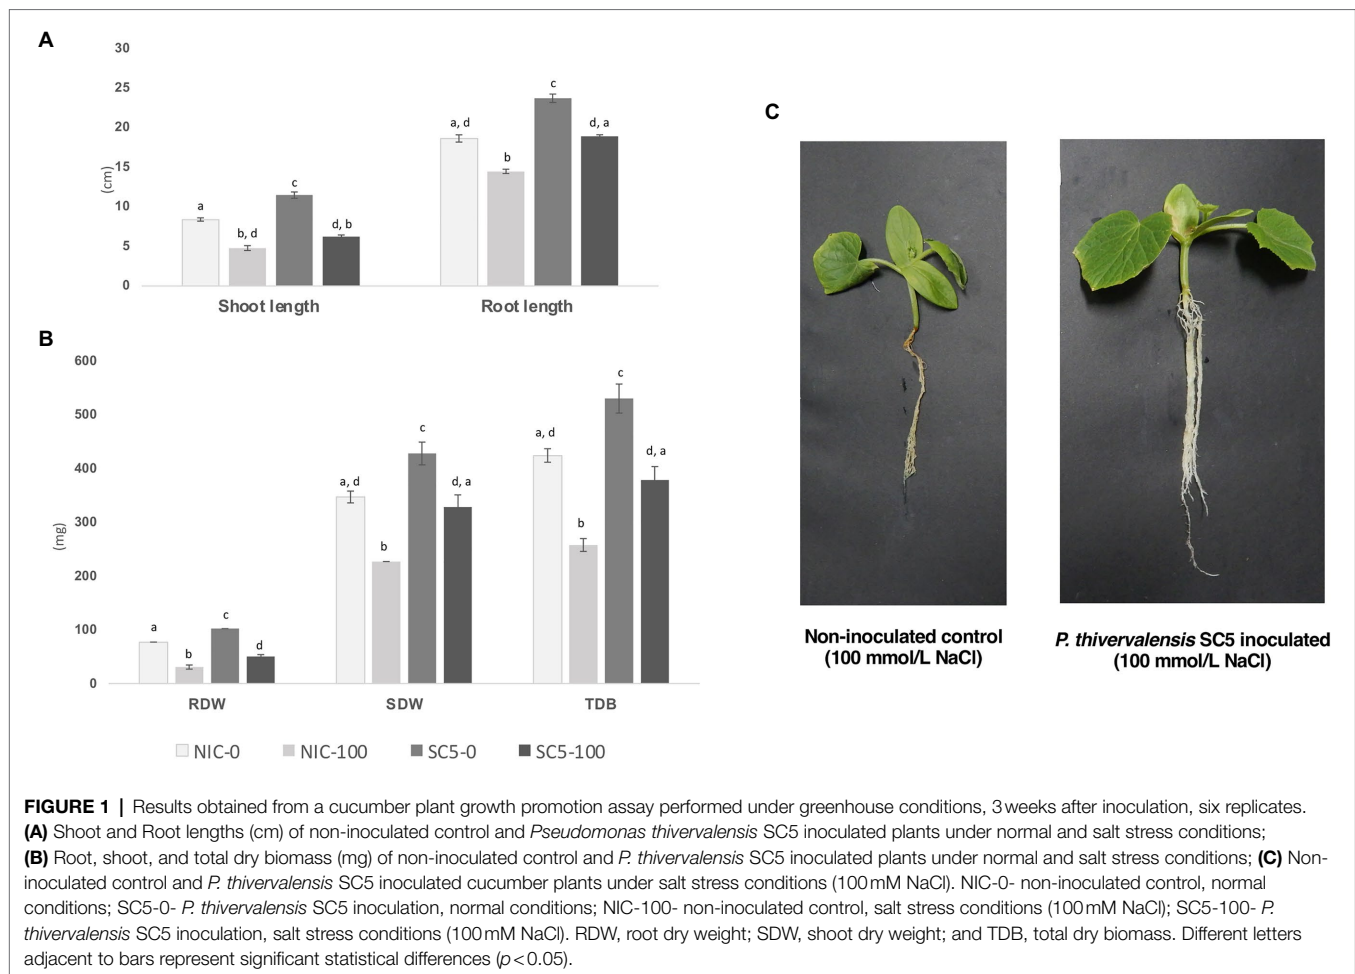 A
30
25
20
15
10
5
0
(cm)
a
b, d
c
d, b
a, d
b
c
d, a
Shoot length
Root length
B
600
500
400
300
200
100
0
(mg)
a
b
c
d
a, d
b
c
d, a
a, d
b
c
d, a
RDW
SDW
TDB
NIC-0
NIC-100
SC5-0
SC5-100
C
Non-inoculated control
(100 mmol/L NaCl)
P. thivervalensis SC5 inoculated
(100 mmol/L NaCl)
FIGURE 1 | Results obtained from a cucumber plant growth promotion assay performed under greenhouse conditions, 3 weeks after inoculation, six replicates.
(A) Shoot and Root lengths (cm) of non-inoculated control and Pseudomonas thivervalensis SC5 inoculated plants under normal and salt stress conditions;
(B) Root, shoot, and total dry biomass (mg) of non-inoculated control and P. thivervalensis SC5 inoculated plants under normal and salt stress conditions; (C) Non-
inoculated control and P. thivervalensis SC5 inoculated cucumber plants under salt stress conditions (100 mM NaCl). NIC-0- non-inoculated control, normal
conditions; SC5-0- P. thivervalensis SC5 inoculation, normal conditions; NIC-100- non-inoculated control, salt stress conditions (100 mM NaCl); SC5-100- P.
thivervalensis SC5 inoculation, salt stress conditions (100 mM NaCl). RDW, root dry weight; SDW, shoot dry weight; and TDB, total dry biomass. Different letters
adjacent to bars represent significant statistical differences (p < 0.05).